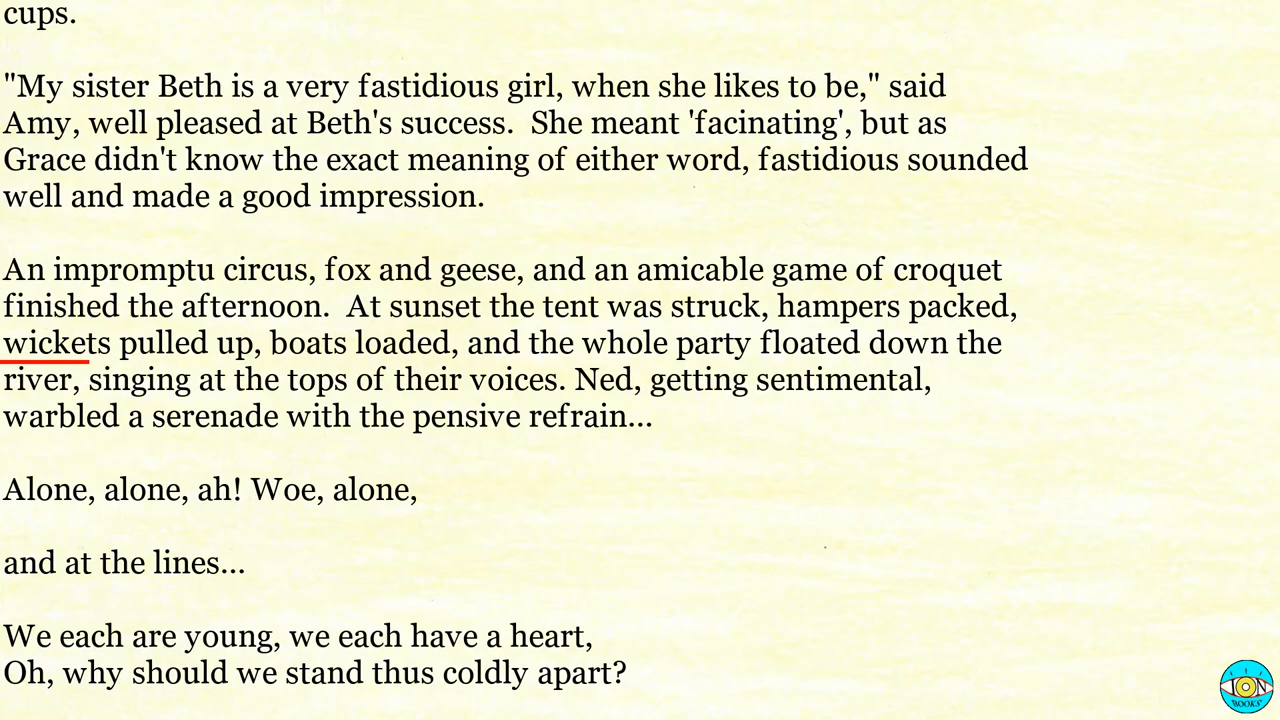 cups.
"My sister Beth is a very fastidious girl, when she likes to be," said
Amy, well pleased at Beth's success.  She meant 'facinating', but as
Grace didn't know the exact meaning of either word, fastidious sounded
well and made a good impression.
An impromptu circus, fox and geese, and an amicable game of croquet
finished the afternoon.  At sunset the tent was struck, hampers packed,
wickets pulled up, boats loaded, and the whole party floated down the
river, singing at the tops of their voices. Ned, getting sentimental,
warbled a serenade with the pensive refrain...
Alone, alone, ah! Woe, alone,
and at the lines...
We each are young, we each have a heart,
Oh, why should we stand thus coldly apart?
ION
BOOKS